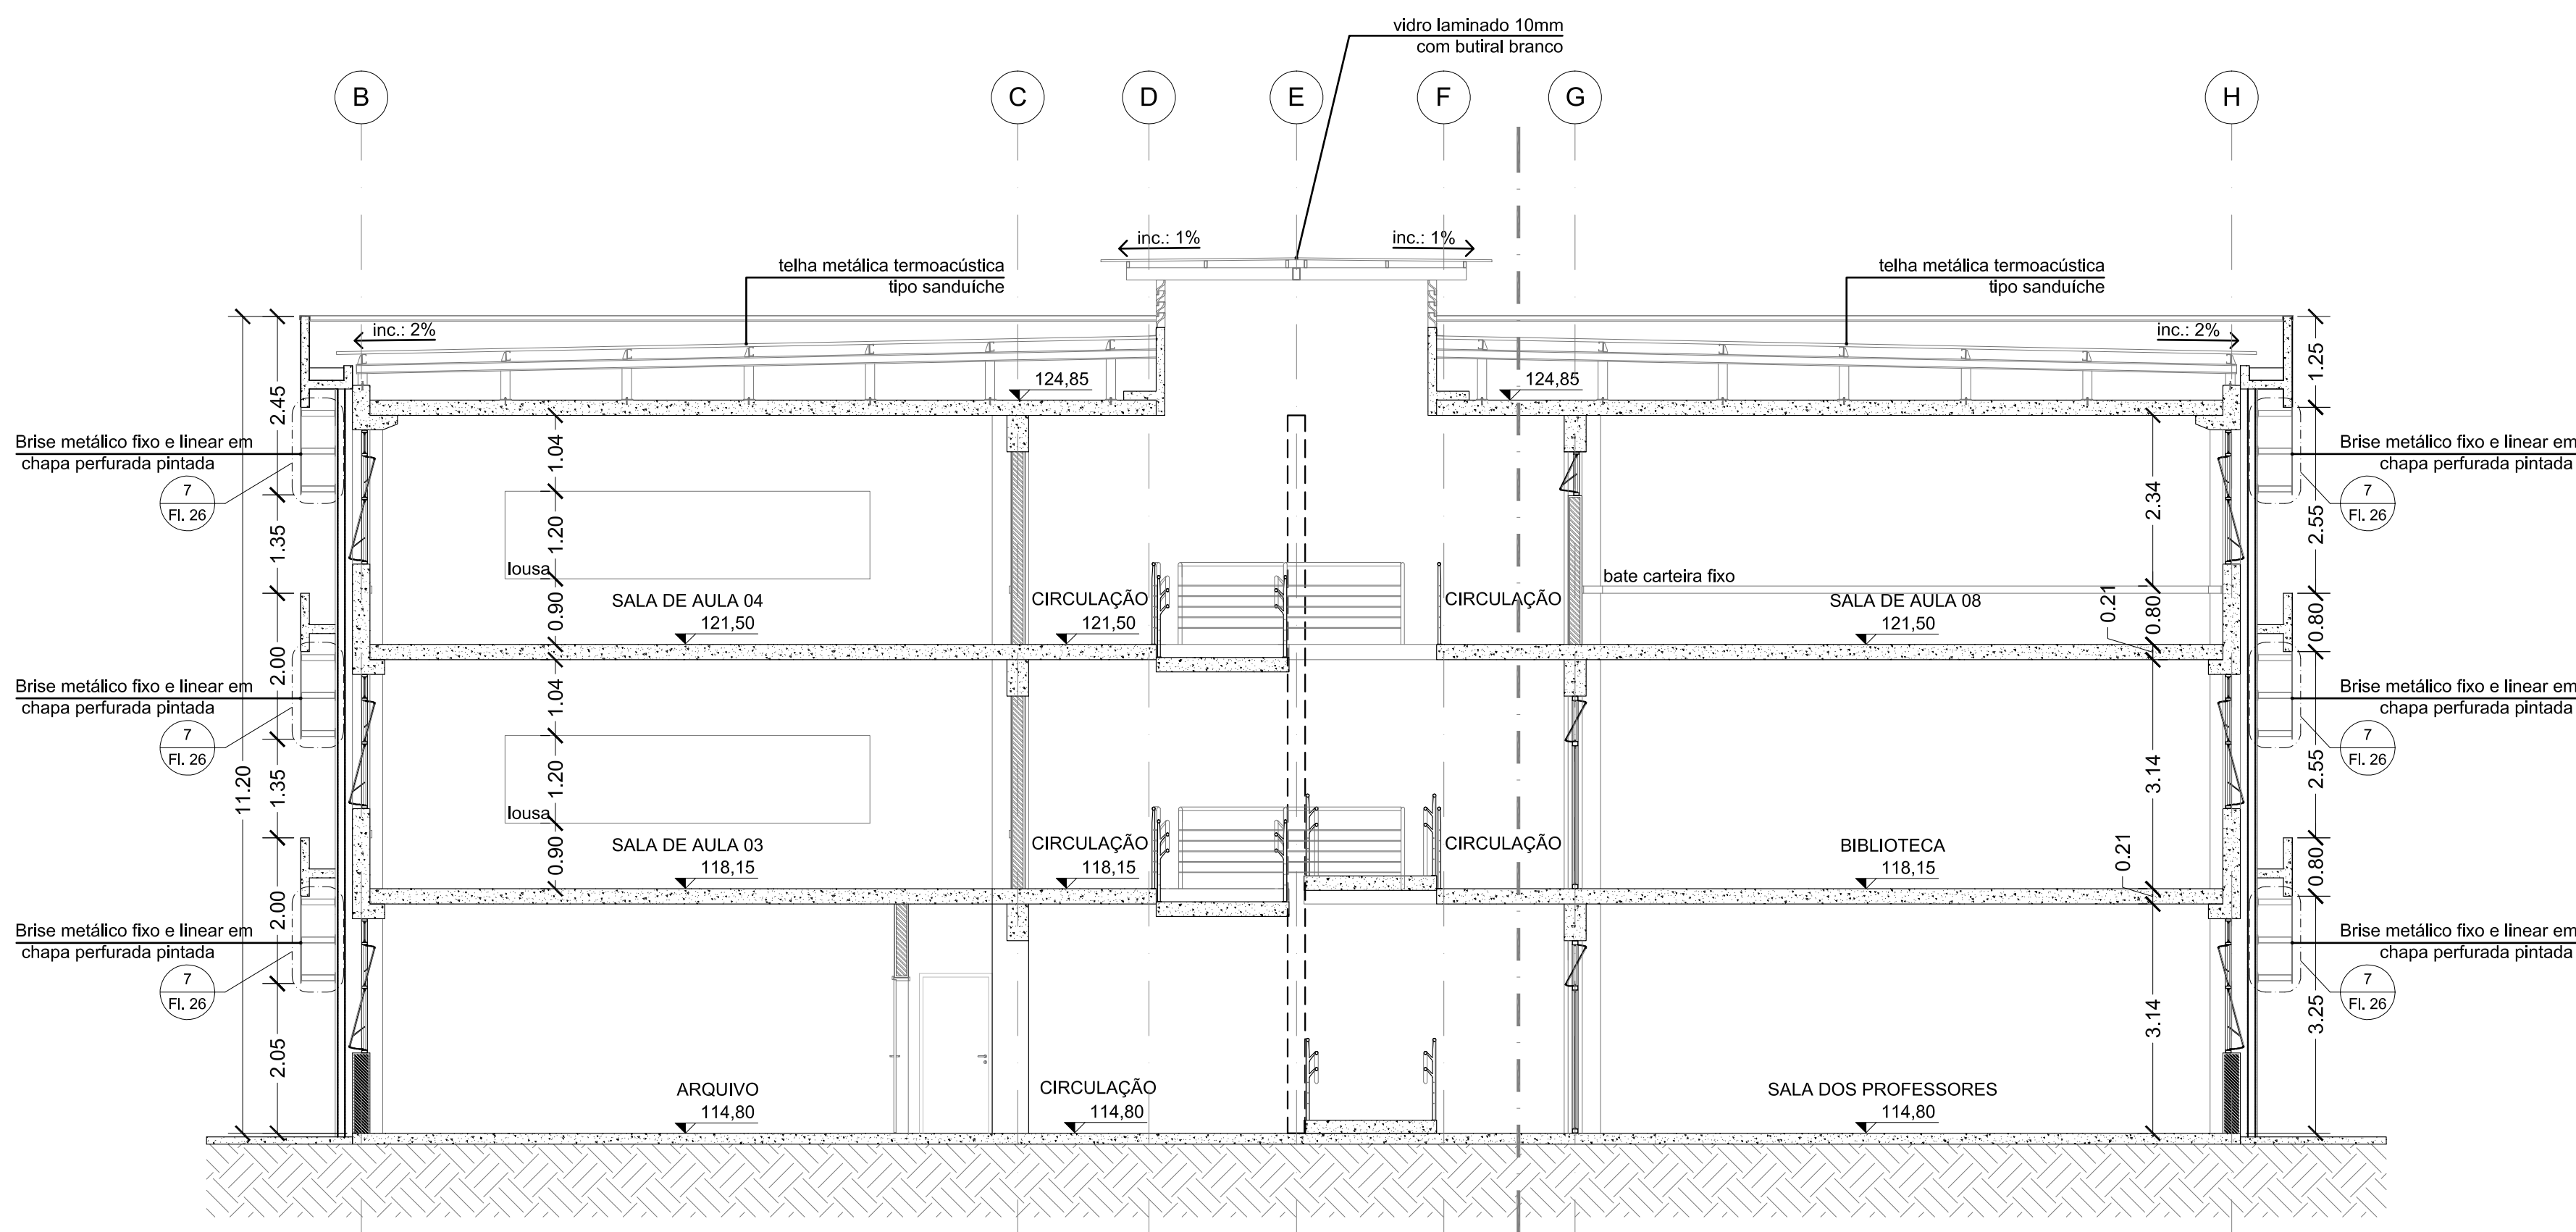 vidro laminado 10mm
com butiral branco
B
C
D
E
F
G
H
inc.: 1%
inc.: 1%
telha metálica termoacústica
tipo sanduíche
telha metálica termoacústica
tipo sanduíche
inc.: 2%
inc.: 2%
124,85
124,85
2.45
1.25
1.04
Brise metálico fixo e linear em
chapa perfurada pintada
7
Fl. 26
Brise metálico fixo e linear em
chapa perfurada pintada
7
Fl. 26
2.34
2.55
1.35
1.20
lousa
bate carteira fixo
0.90
SALA DE AULA 04
121,50
CIRCULAÇÃO
121,50
CIRCULAÇÃO
SALA DE AULA 08
121,50
0.21
0.80
0.80
2.00
1.04
Brise metálico fixo e linear em
chapa perfurada pintada
7
Fl. 26
Brise metálico fixo e linear em
chapa perfurada pintada
7
Fl. 26
11.20
1.35
1.20
lousa
3.14
2.55
0.90
SALA DE AULA 03
118,15
CIRCULAÇÃO
118,15
CIRCULAÇÃO
BIBLIOTECA
118,15
0.21
0.80
2.00
Brise metálico fixo e linear em
chapa perfurada pintada
7
Fl. 26
Brise metálico fixo e linear em
chapa perfurada pintada
7
Fl. 26
2.05
3.14
3.25
ARQUIVO
114,80
CIRCULAÇÃO
114,80
SALA DOS PROFESSORES
114,80